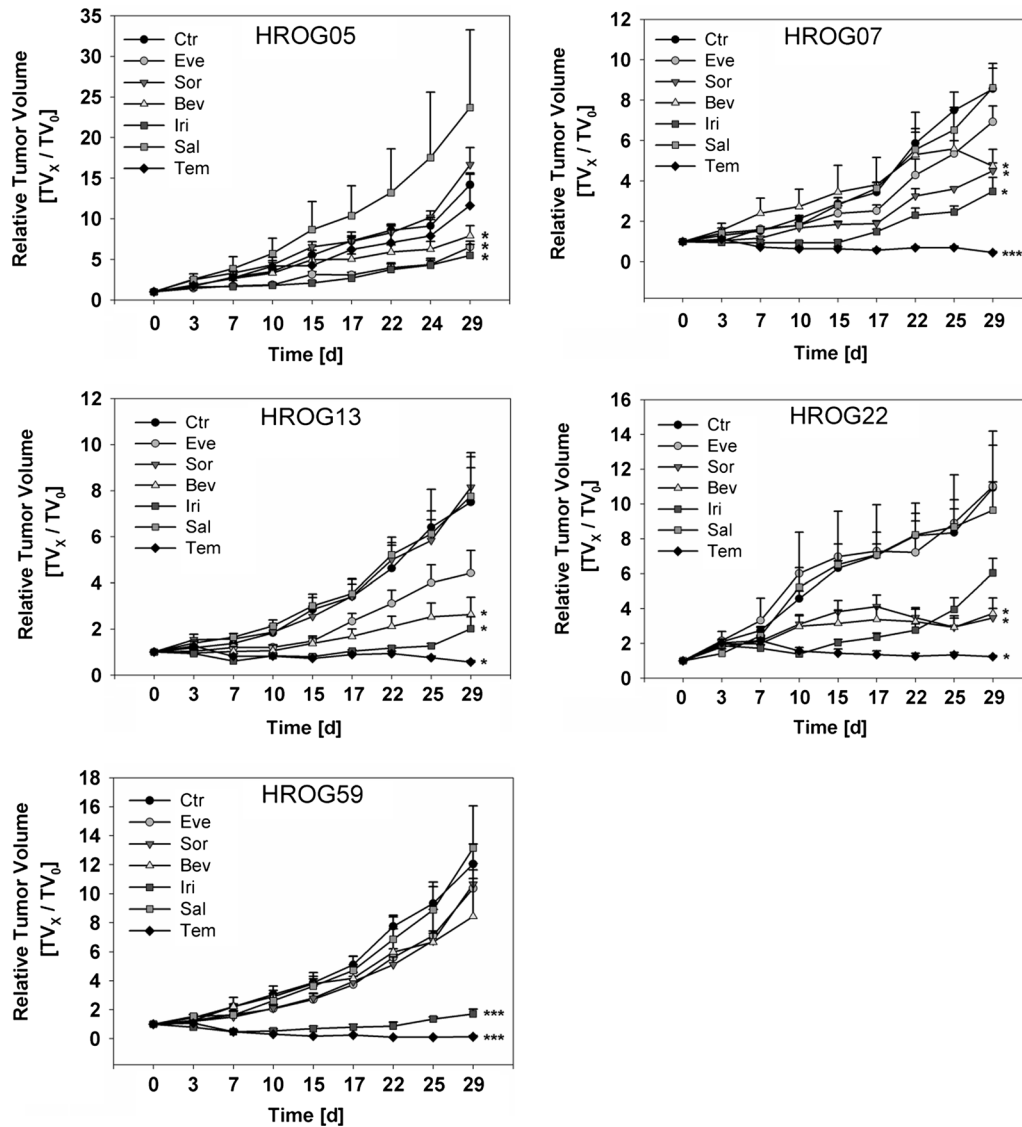 HROG05
Relative Tumor Volume
[TVX / TV0]
35
30
25
20
15
10
5
0
Ctr
Eve
Sor
Bev
Iri
Sal
Tem
*
*
*
0 3 7 10 15 17 22 24 29
Time [d]
HROG07
Relative Tumor Volume
[TVX / TV0]
12
10
8
6
4
2
0
Ctr
Eve
Sor
Bev
Iri
Sal
Tem
*
*
*
***
0 3 7 10 15 17 22 25 29
Time [d]
HROG13
Relative Tumor Volume
[TVX / TV0]
12
10
8
6
4
2
0
Ctr
Eve
Sor
Bev
Iri
Sal
Tem
*
*
*
0 3 7 10 15 17 22 25 29
Time [d]
HROG22
Relative Tumor Volume
[TVX / TV0]
16
14
12
10
8
6
4
2
0
Ctr
Eve
Sor
Bev
Iri
Sal
Tem
*
*
*
0 3 7 10 15 17 22 25 29
Time [d]
HROG59
Relative Tumor Volume
[TVX / TV0]
18
16
14
12
10
8
6
4
2
0
Ctr
Eve
Sor
Bev
Iri
Sal
Tem
***
***
0 3 7 10 15 17 22 25 29
Time [d]